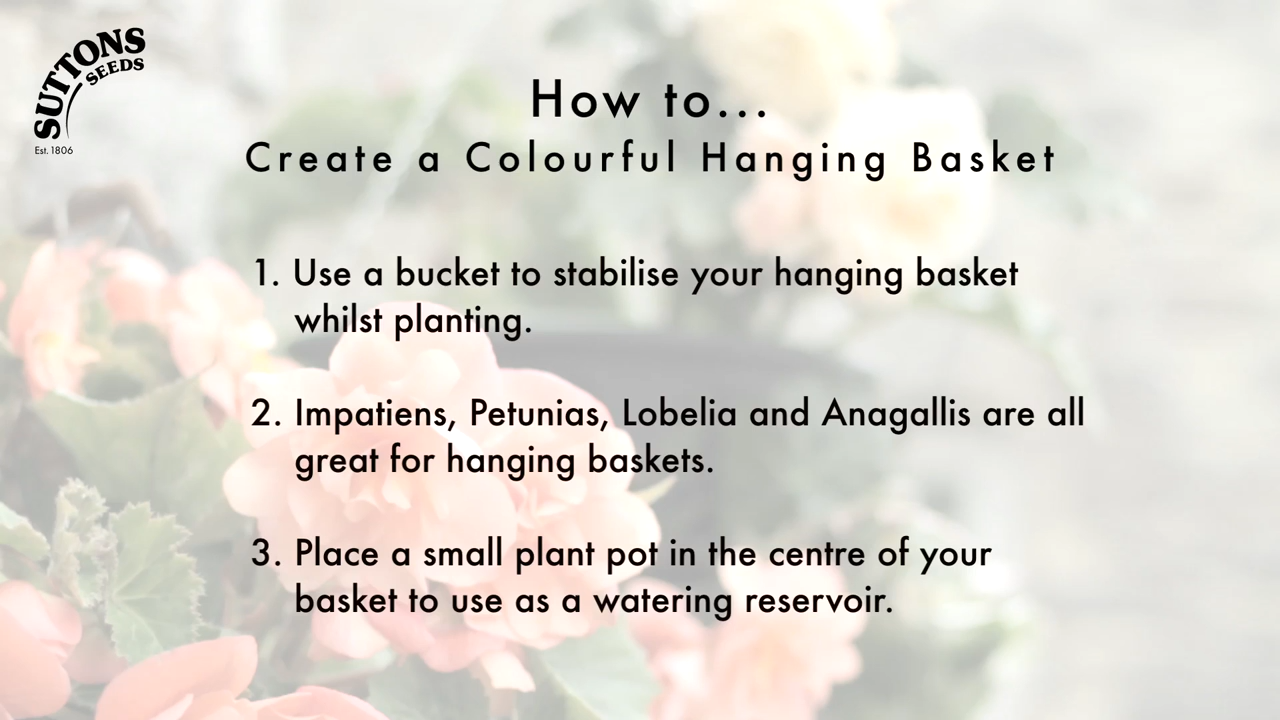 SUTTONS
SEEDS
Est. 1806
How to...
Create a Colourful Hanging Basket
1. Use a bucket to stabilise your hanging basket
whilst planting.
2. Impatiens, Petunias, Lobelia and Anagallis are all
great for hanging baskets.
3. Place a small plant pot in the centre of your
basket to use as a watering reservoir.